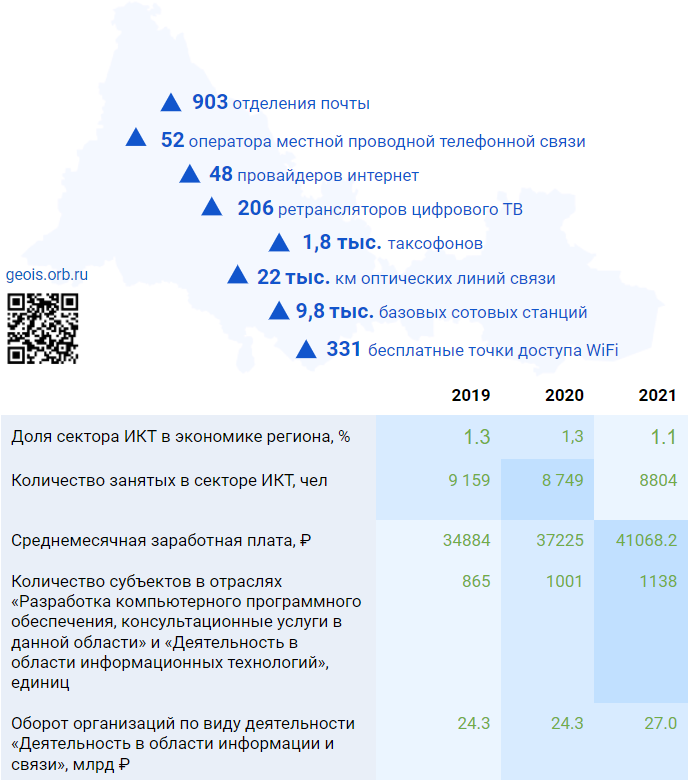 903 отделения почты
52 оператора местной проводной телефонной связи
48 провайдеров интернет
206 ретрансляторов цифрового ТВ
1,8 тыс. таксофонов
geois.orb.ru
22 тыс. км оптических линий связи
9,8 тыс. базовых сотовых станций
331 бесплатные точки доступа WiFi
2019 2020 2021
Доля сектора ИКТ в экономике региона, % 1.3 1,3 1.1
Количество занятых в секторе ИКТ, чел 9 159 8 749 8804
Среднемесячная заработная плата, ₽ 34884 37225 41068.2
Количество субъектов в отраслях 865 1001 1138
«Разработка компьютерного программного
обеспечения, консультационные услуги в
данной области» и «Деятельность в
области информационных технологий»,
единиц
Оборот организаций по виду деятельности 24.3 24.3 27.0
«Деятельность в области информации и
связи», млрд ₽